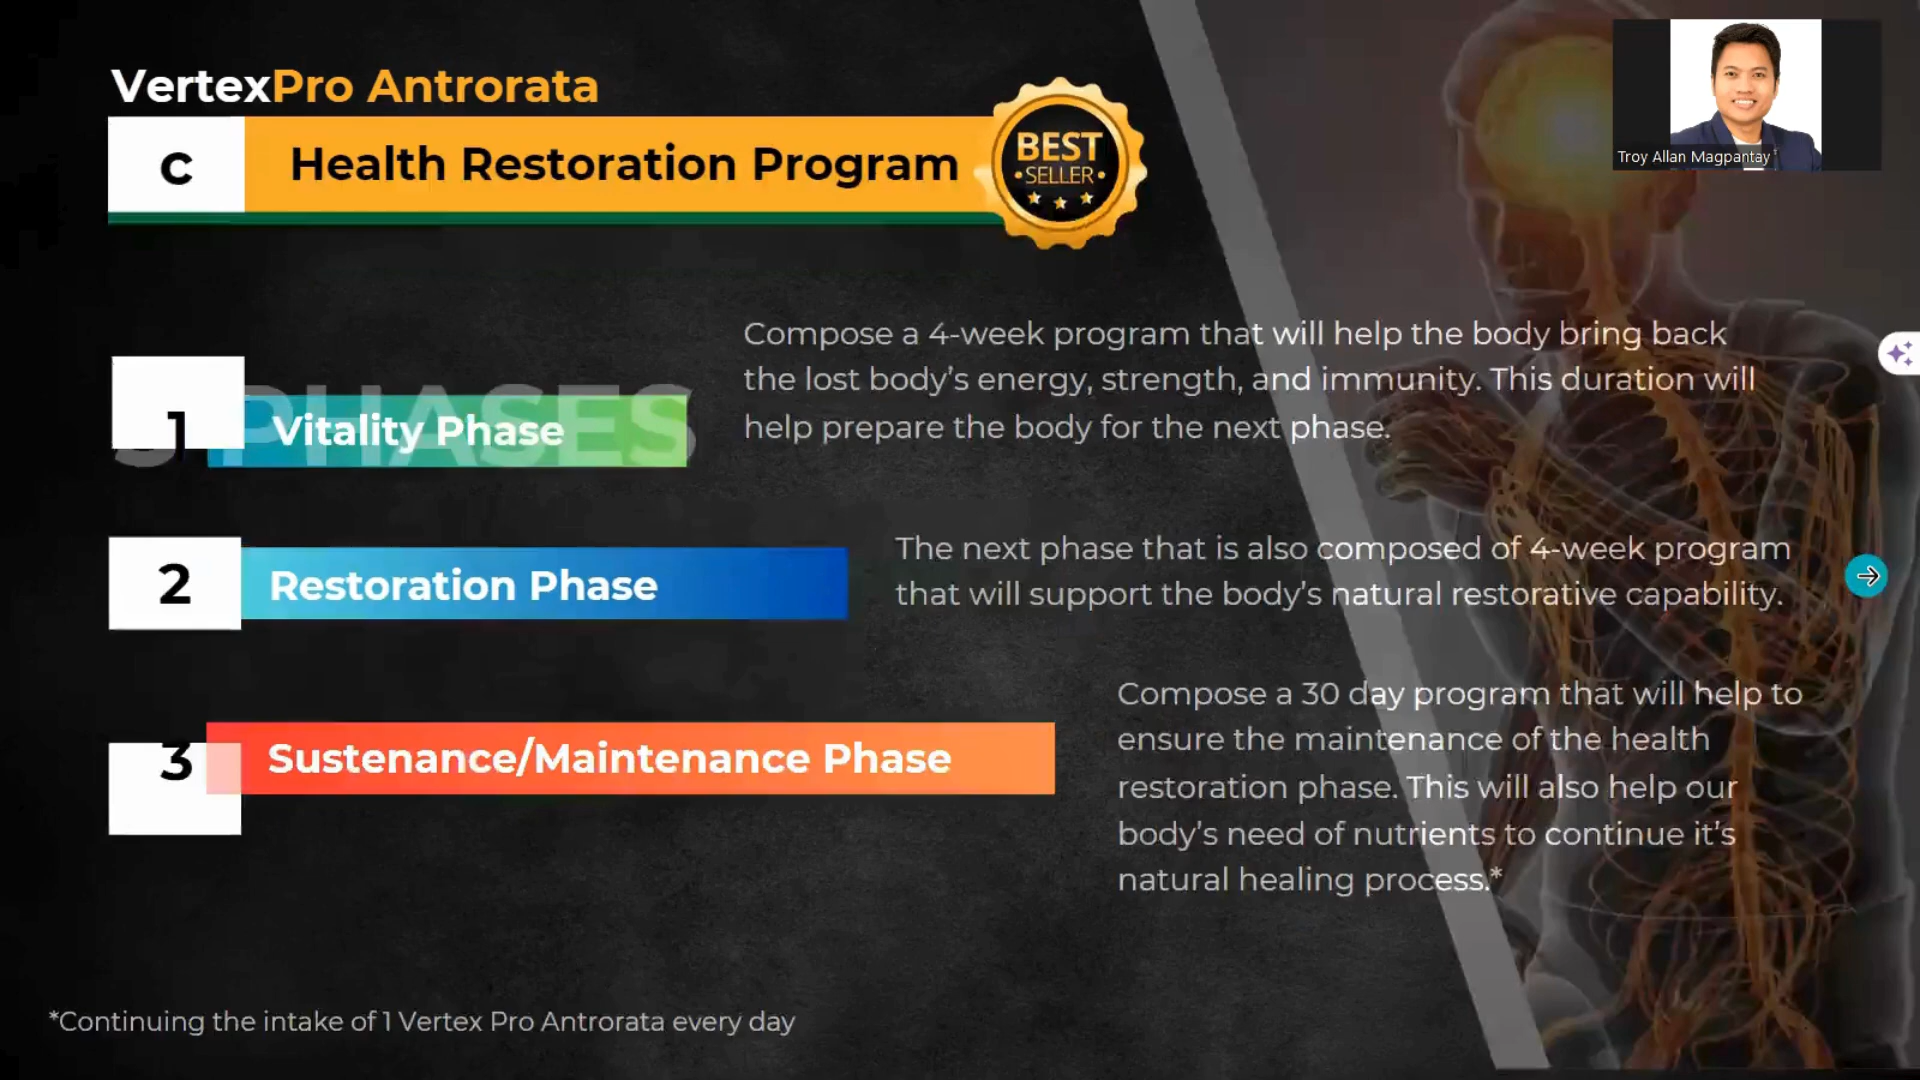 VertexPro Antrorata
C
Health Restoration Program
BEST
SELLER
Troy Allan Magpantay
3 PHASES
1
Vitality Phase
Compose a 4-week program that will help the body bring back
the lost body's energy, strength, and immunity. This duration will
help prepare the body for the next phase.
2
Restoration Phase
The next phase that is also composed of 4-week program
that will support the body's natural restorative capability.
3
Sustenance/Maintenance Phase
Compose a 30 day program that will help to
ensure the maintenance of the health
restoration phase. This will also help our
body's need of nutrients to continue it's
natural healing process.*
*Continuing the intake of 1 Vertex Pro Antrorata every day